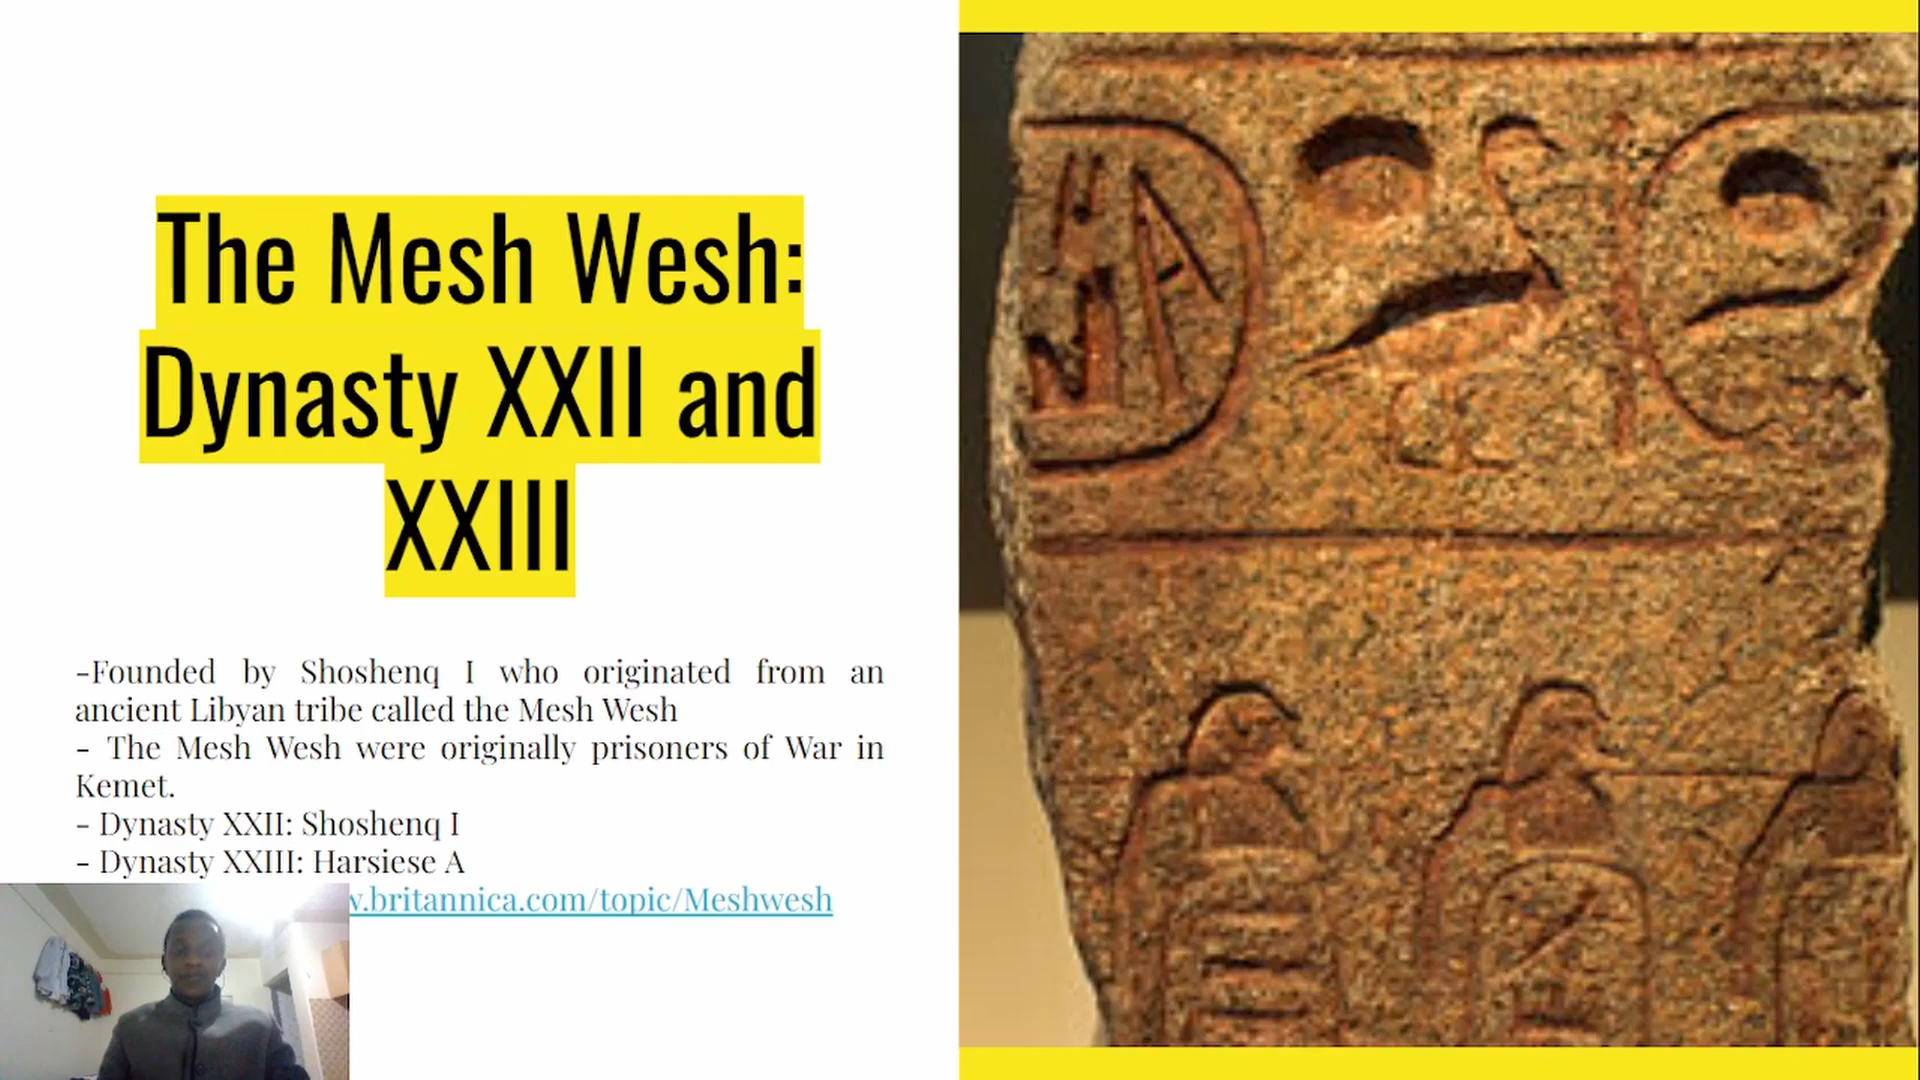 The Mesh Wesh:
Dynasty XXII and
XXIII
-Founded by Shoshenq I who originated from an
ancient Libyan tribe called the Mesh Wesh
- The Mesh Wesh were originally prisoners of War in
Kemet.
- Dynasty XXII: Shoshenq I
- Dynasty XXIII: Harsiese A
.britannica.com/topic/Meshwesh